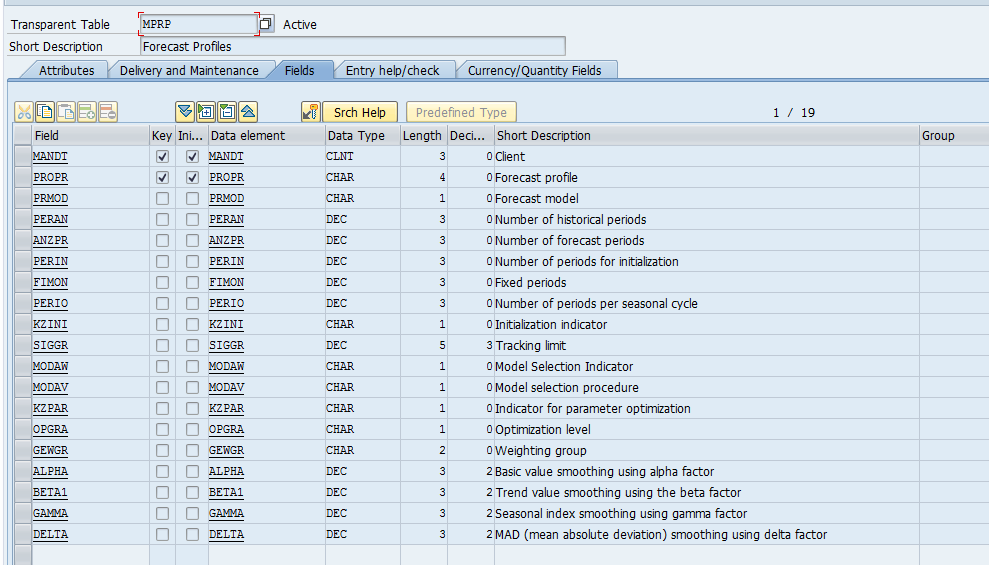 Transparent Table MPRP Active
Short Description Forecast Profiles
Attributes Delivery and Maintenance Fields Entry help/check Currency/Quantity Fields
Srch Help Predefined Type 1 / 19
Field Key Ini... Data element Data Type Length Deci... Short Description Group
MANDT MANDT CLNT 3 0 Client
PROPR PROPR CHAR 4 0 Forecast profile
PRMOD PRMOD CHAR 1 0 Forecast model
PERAN PERAN DEC 3 0 Number of historical periods
ANZPR ANZPR DEC 3 0 Number of forecast periods
PERIN PERIN DEC 3 0 Number of periods for initialization
FIMON FIMON DEC 3 0 Fixed periods
PERIO PERIO DEC 3 0 Number of periods per seasonal cycle
KZINI KZINI CHAR 1 0 Initialization indicator
SIGGR SIGGR DEC 5 3 Tracking limit
MODAW MODAW CHAR 1 0 Model Selection Indicator
MODAV MODAV CHAR 1 0 Model selection procedure
KZPAR KZPAR CHAR 1 0 Indicator for parameter optimization
OPGRA OPGRA CHAR 1 0 Optimization level
GEWGR GEWGR CHAR 2 0 Weighting group
ALPHA ALPHA DEC 3 2 Basic value smoothing using alpha factor
BETA1 BETA1 DEC 3 2 Trend value smoothing using the beta factor
GAMMA GAMMA DEC 3 2 Seasonal index smoothing using gamma factor
DELTA DELTA DEC 3 2 MAD (mean absolute deviation) smoothing using delta factor